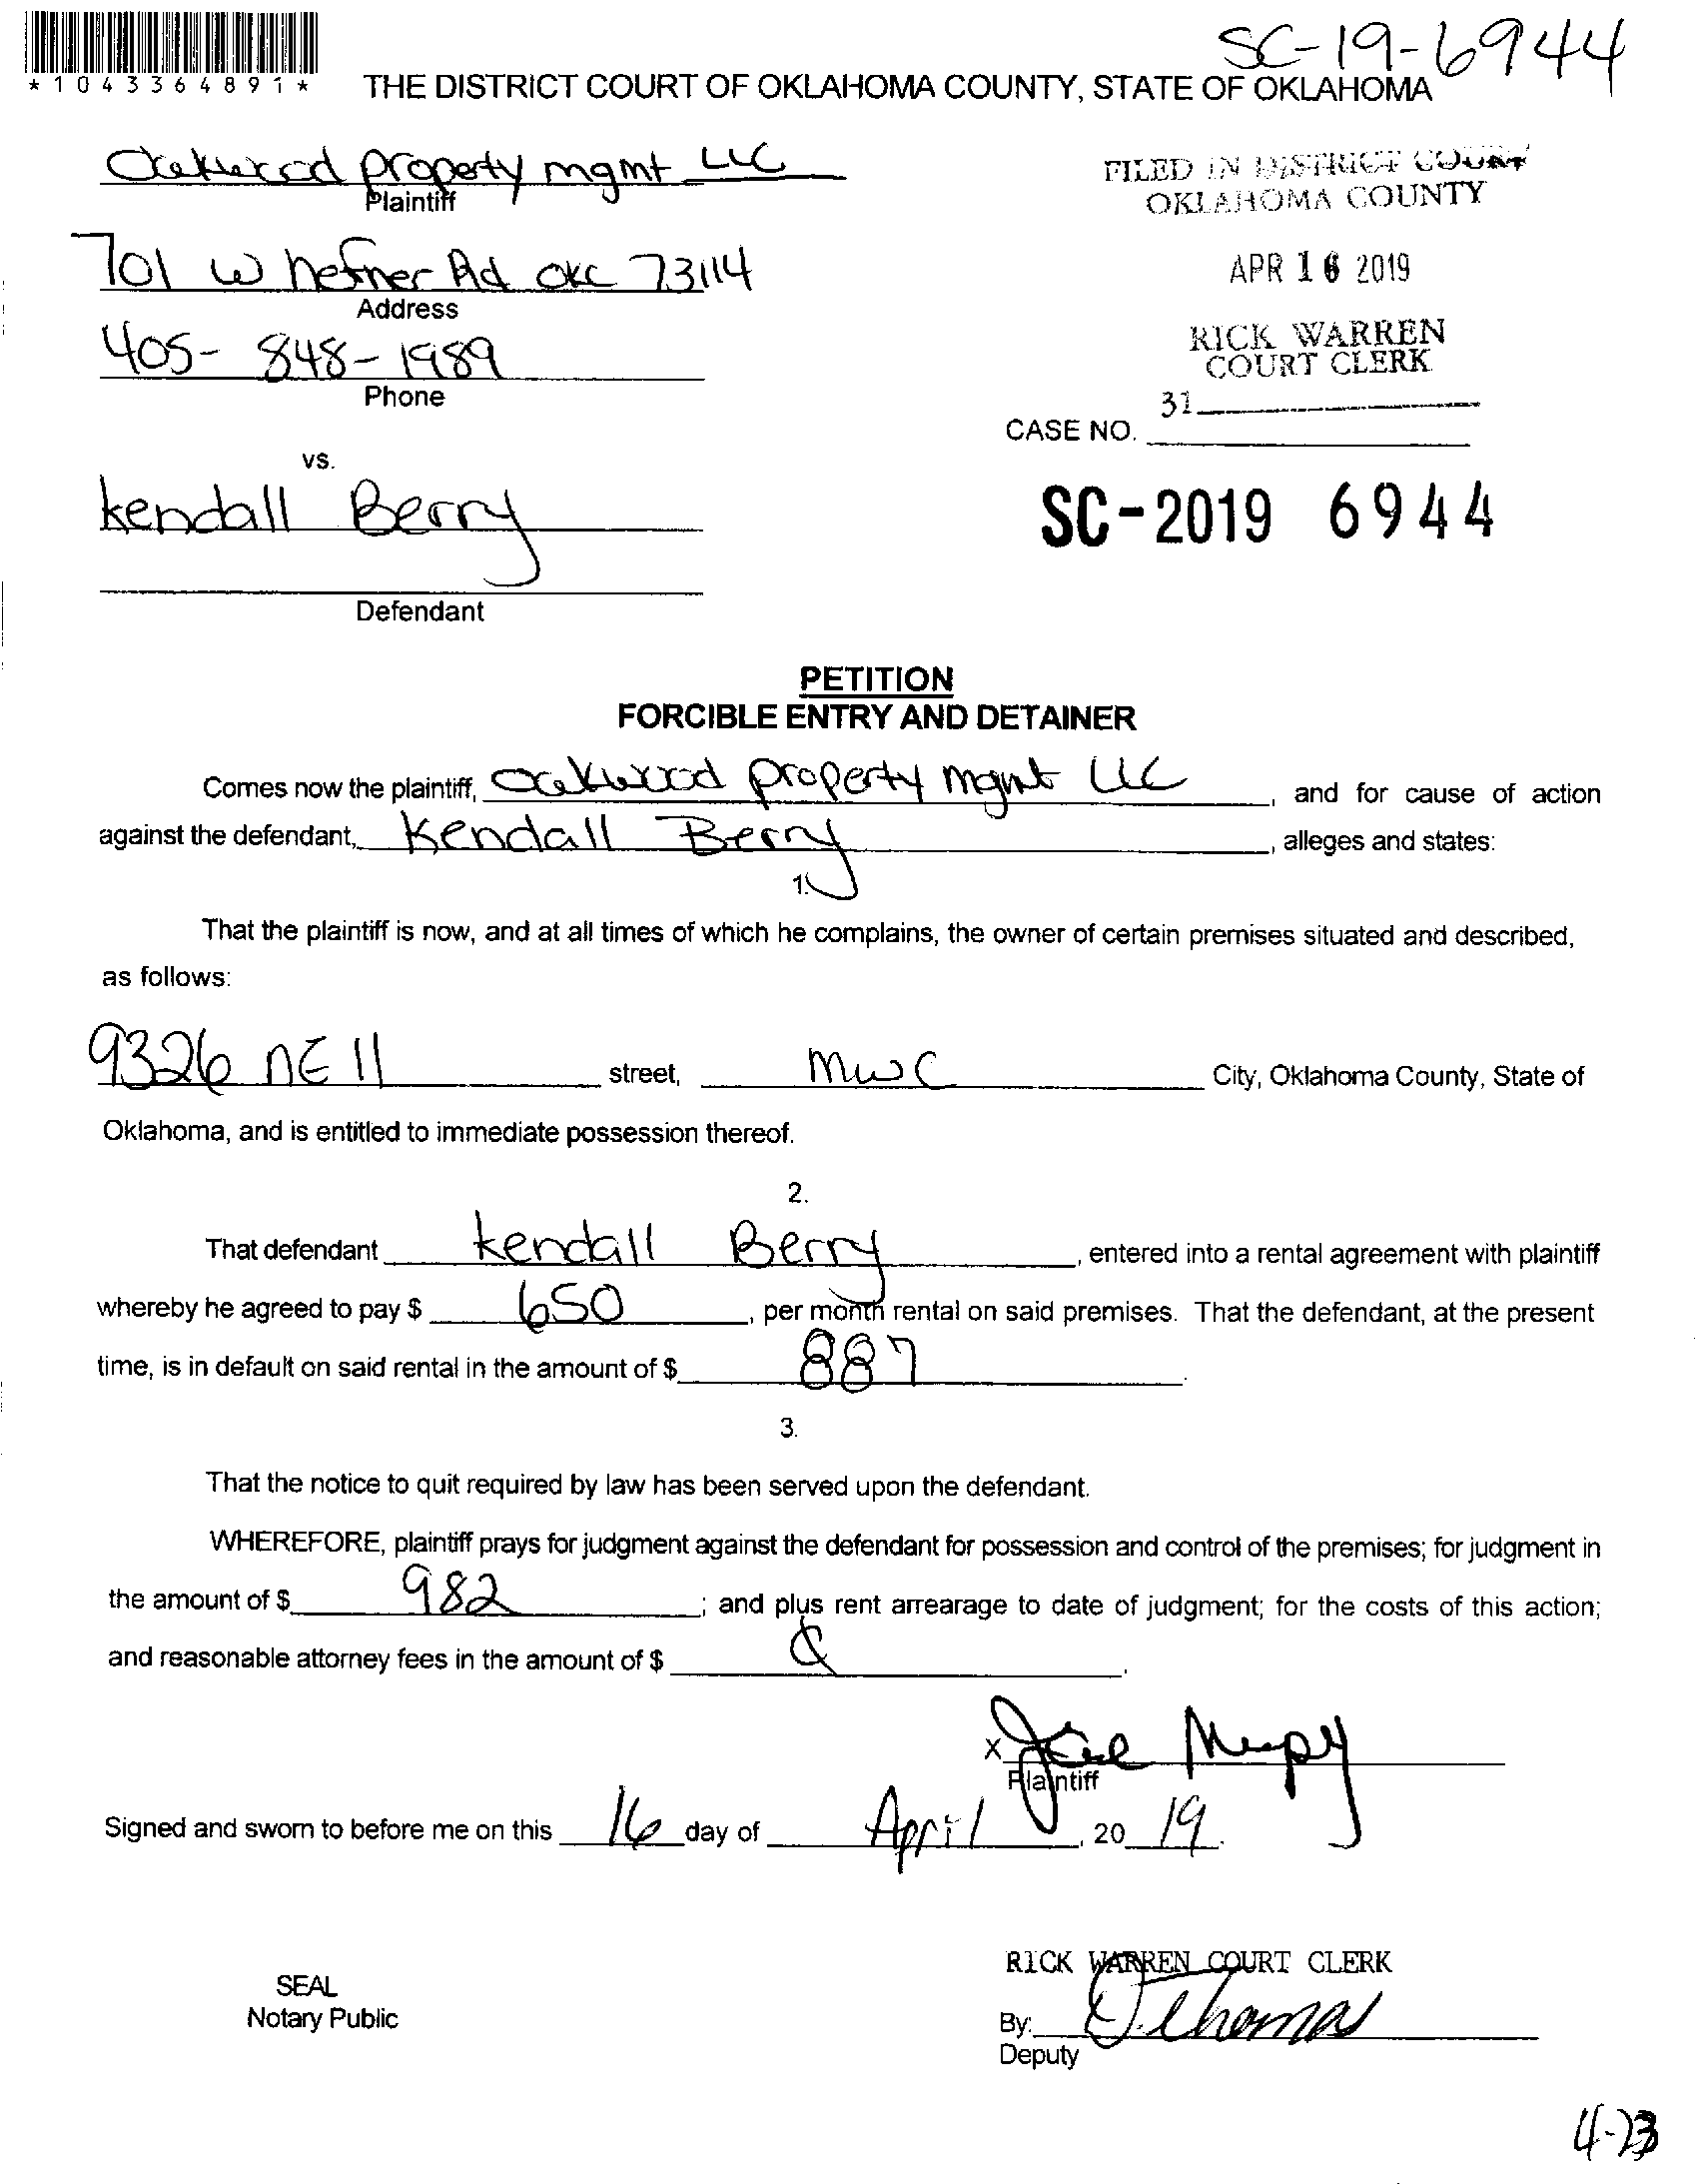 SC-19-6944
*1043364891*
THE DISTRICT COURT OF OKLAHOMA COUNTY, STATE OF OKLAHOMA
Oakwood property mgmt LLC
Plaintiff
FILED IN DISTRICT COURT
OKLAHOMA COUNTY
701 W hefner Rd OKC 73114
Address
APR 16 2019
405-848-1989
Phone
RICK WARREN
COURT CLERK
31
CASE NO.
vs.
kendall Berry
SC-2019 6944
Defendant
PETITION
FORCIBLE ENTRY AND DETAINER
Comes now the plaintiff, Oakwood property mgmt LLC, and for cause of action
against the defendant, Kendall Berry, alleges and states:
1.
That the plaintiff is now, and at all times of which he complains, the owner of certain premises situated and described,
as follows:
9326 NE 11 street, MWC City, Oklahoma County, State of
Oklahoma, and is entitled to immediate possession thereof.
2.
That defendant kendall Berry, entered into a rental agreement with plaintiff
whereby he agreed to pay $ 650, per month rental on said premises. That the defendant, at the present
time, is in default on said rental in the amount of $ 887.
3.
That the notice to quit required by law has been served upon the defendant.
WHEREFORE, plaintiff prays for judgment against the defendant for possession and control of the premises; for judgment in
the amount of $ 982; and plus rent arrearage to date of judgment; for the costs of this action;
and reasonable attorney fees in the amount of $
x
Plaintiff
Signed and sworn to before me on this 16 day of April, 20 19.
RICK WARREN COURT CLERK
SEAL
Notary Public
By: D Thomas
Deputy
4-23